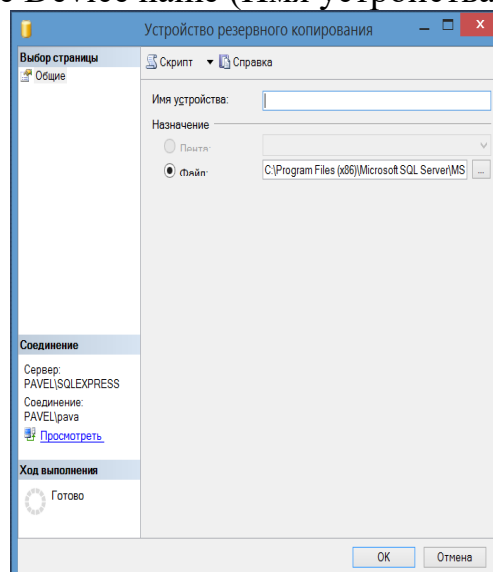 е Device name (Имя устройства
Устройство резервного копирования
Выбор страницы
Общие
Скрипт Справка
Имя устройства:
Назначение
Лента:
Файл: C:\Program Files (x86)\Microsoft SQL Server\MS ...
Соединение
Сервер:
PAVEL\SQLEXPRESS
Соединение:
PAVEL\pava
Просмотреть
Ход выполнения
Готово
OK Отмена